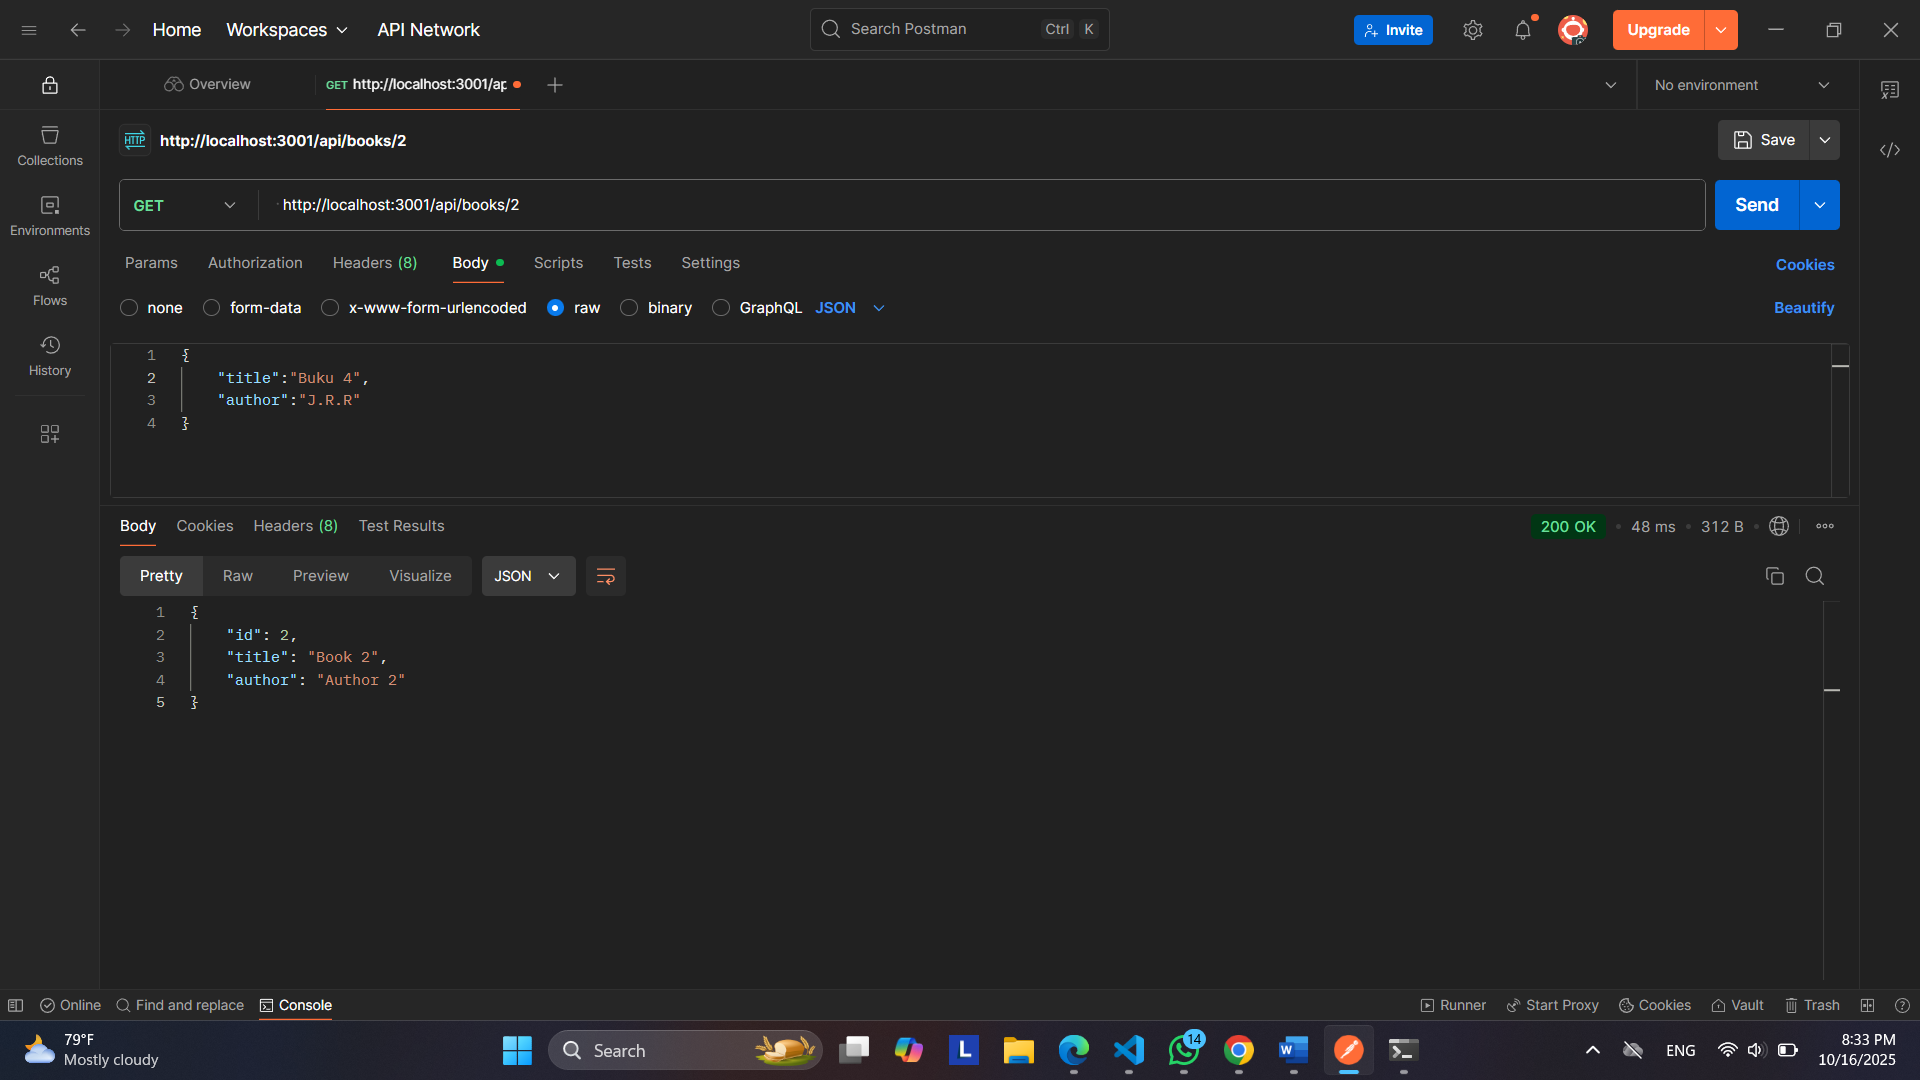 Home Workspaces API Network Search Postman Ctrl K Invite Upgrade
Overview GET http://localhost:3001/ap No environment
HTTP http://localhost:3001/api/books/2 Save
Collections
GET http://localhost:3001/api/books/2 Send
Environments
Params Authorization Headers (8) Body Scripts Tests Settings Cookies
Flows
none form-data x-www-form-urlencoded raw binary GraphQL JSON Beautify
History
1 {
2 "title":"Buku 4",
3 "author":"J.R.R"
4 }
Body Cookies Headers (8) Test Results 200 OK 48 ms 312 B
Pretty Raw Preview Visualize JSON
1 {
2 "id": 2,
3 "title": "Book 2",
4 "author": "Author 2"
5 }
Online Find and replace Console Runner Start Proxy Cookies Vault Trash
79°F
Mostly cloudy
Search
L
14
W
ENG
8:33 PM
10/16/2025